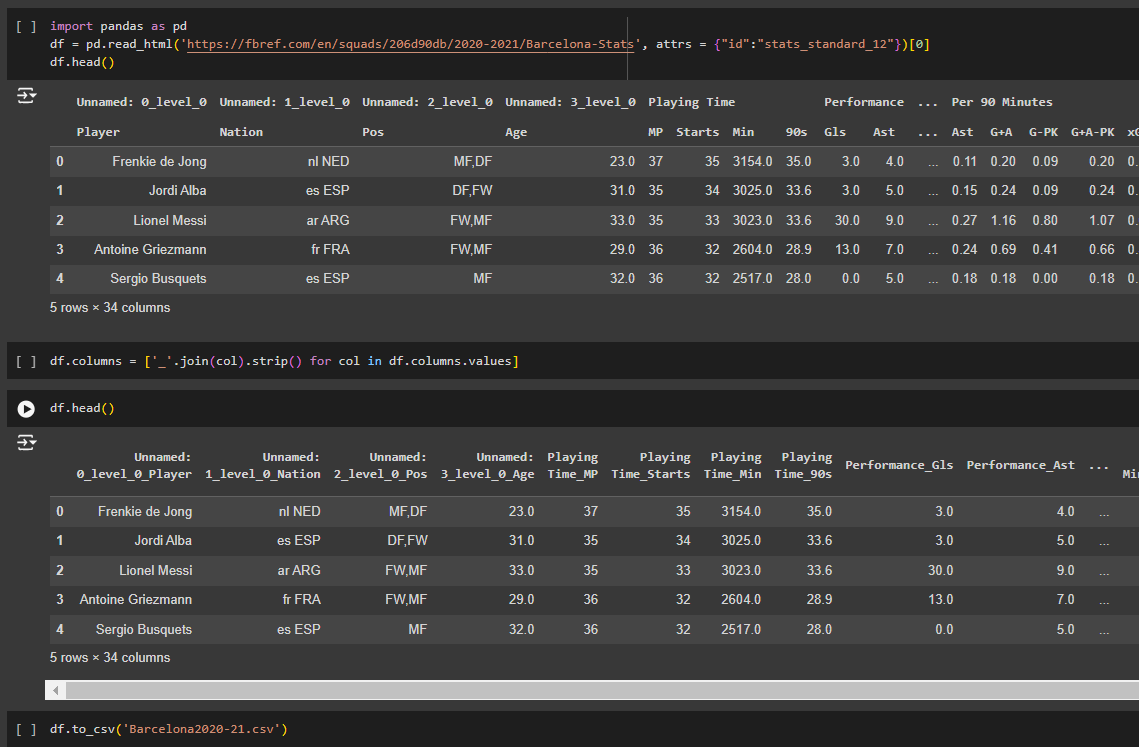 [ ] import pandas as pd
df = pd.read_html('https://fbref.com/en/squads/206d90db/2020-2021/Barcelona-Stats', attrs = {"id":"stats_standard_12"})[0]
df.head()
Unnamed: 0_level_0 Unnamed: 1_level_0 Unnamed: 2_level_0 Unnamed: 3_level_0 Playing Time Performance ... Per 90 Minutes
Player Nation Pos Age MP Starts Min 90s Gls Ast ... Ast G+A G-PK G+A-PK xG
0 Frenkie de Jong nl NED MF,DF 23.0 37 35 3154.0 35.0 3.0 4.0 ... 0.11 0.20 0.09 0.20 0.
1 Jordi Alba es ESP DF,FW 31.0 35 34 3025.0 33.6 3.0 5.0 ... 0.15 0.24 0.09 0.24 0.
2 Lionel Messi ar ARG FW,MF 33.0 35 33 3023.0 33.6 30.0 9.0 ... 0.27 1.16 0.80 1.07 0.
3 Antoine Griezmann fr FRA FW,MF 29.0 36 32 2604.0 28.9 13.0 7.0 ... 0.24 0.69 0.41 0.66 0.
4 Sergio Busquets es ESP MF 32.0 36 32 2517.0 28.0 0.0 5.0 ... 0.18 0.18 0.00 0.18 0.
5 rows × 34 columns
[ ] df.columns = ['_'.join(col).strip() for col in df.columns.values]
df.head()
Unnamed: Unnamed: Unnamed: Unnamed: Playing Playing Playing Playing Performance_Gls Performance_Ast ...
0_level_0_Player 1_level_0_Nation 2_level_0_Pos 3_level_0_Age Time_MP Time_Starts Time_Min Time_90s Min
0 Frenkie de Jong nl NED MF,DF 23.0 37 35 3154.0 35.0 3.0 4.0 ...
1 Jordi Alba es ESP DF,FW 31.0 35 34 3025.0 33.6 3.0 5.0 ...
2 Lionel Messi ar ARG FW,MF 33.0 35 33 3023.0 33.6 30.0 9.0 ...
3 Antoine Griezmann fr FRA FW,MF 29.0 36 32 2604.0 28.9 13.0 7.0 ...
4 Sergio Busquets es ESP MF 32.0 36 32 2517.0 28.0 0.0 5.0 ...
5 rows × 34 columns
[ ] df.to_csv('Barcelona2020-21.csv')